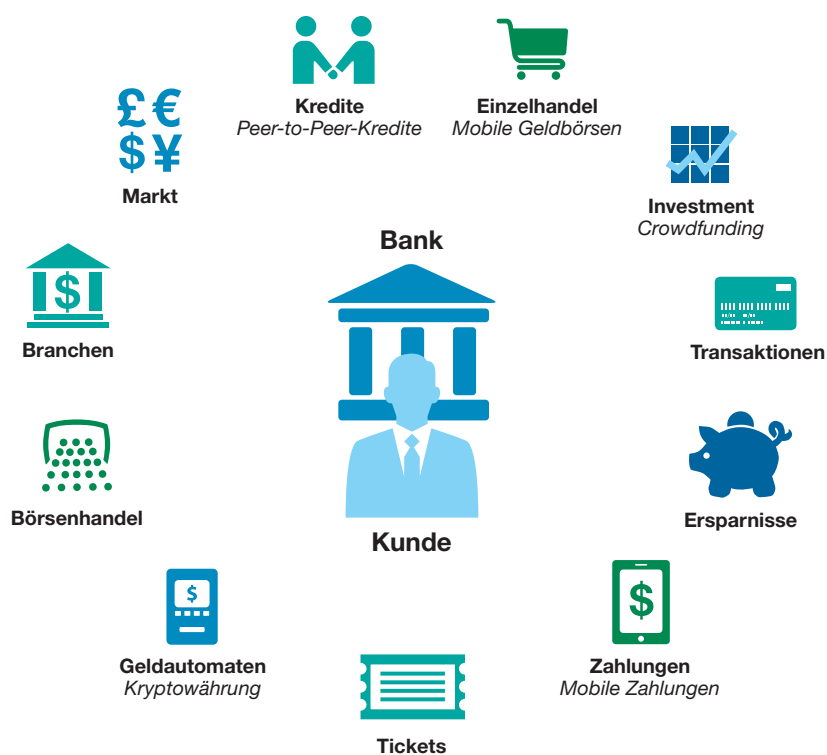 £ €
$ ¥
Markt
Kredite
Peer-to-Peer-Kredite
Einzelhandel
Mobile Geldbörsen
Investment
Crowdfunding
Bank
$
Branchen
Transaktionen
Börsenhandel
Ersparnisse
Kunde
$
Geldautomaten
Kryptowährung
$
Zahlungen
Mobile Zahlungen
Tickets